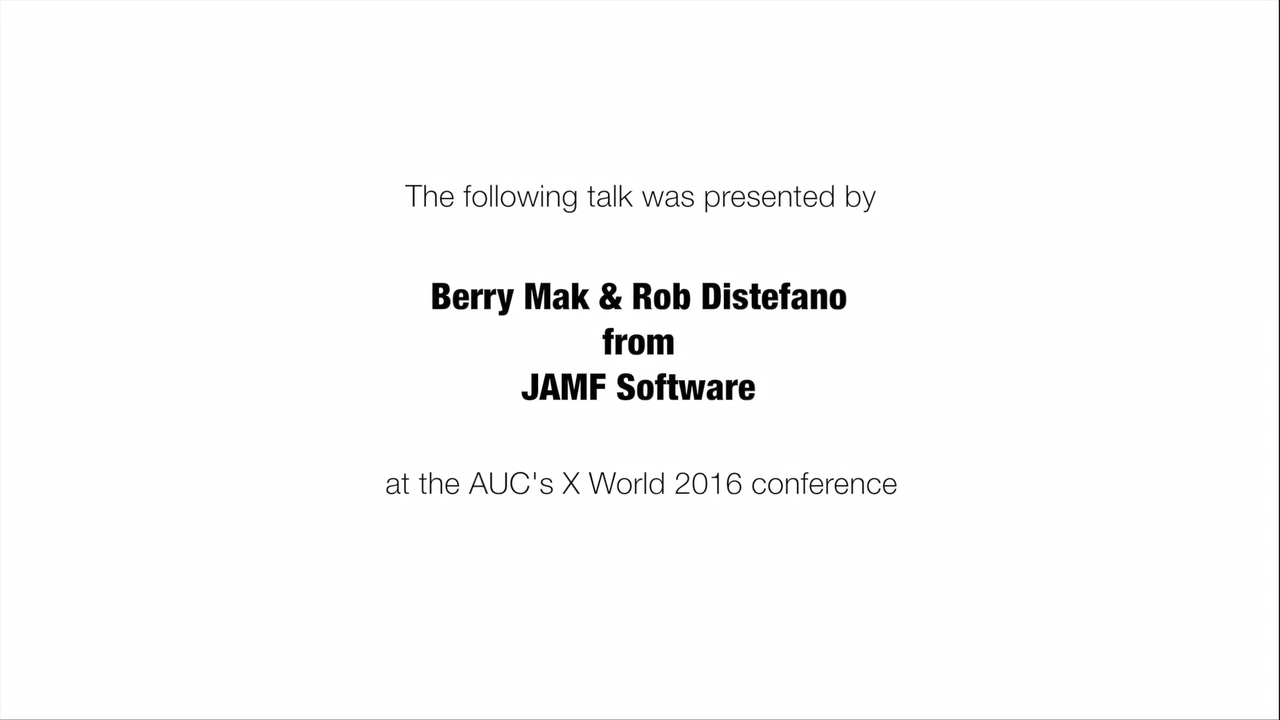 The following talk was presented by
Berry Mak & Rob Distefano
from
JAMF Software
at the AUC's X World 2016 conference